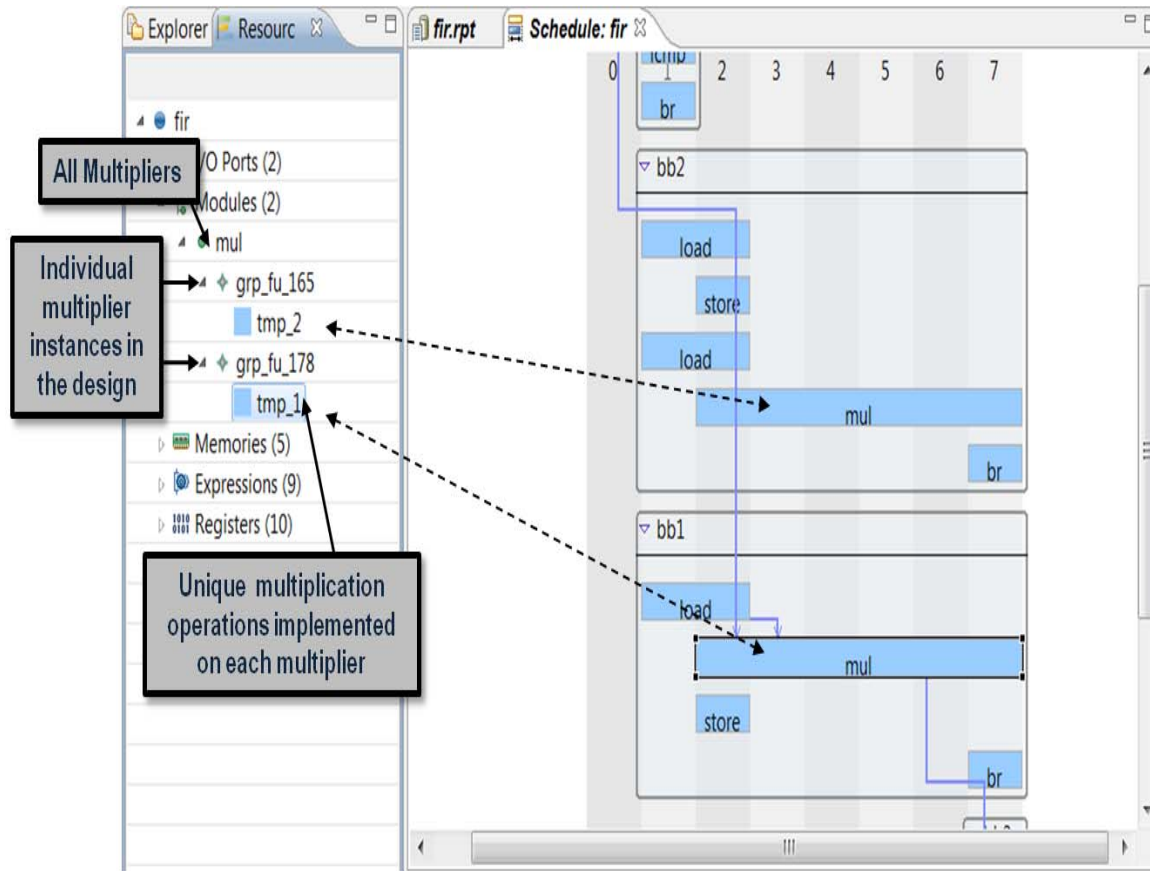 Explorer
Resourc
fir
I/O Ports (2)
Modules (2)
mul
grp_fu_165
tmp_2
grp_fu_178
tmp_1
Memories (5)
Expressions (9)
Registers (10)
All Multipliers
Individual
multiplier
instances in
the design
Unique multiplication
operations implemented
on each multiplier
fir.rpt
Schedule: fir
0 1 2 3 4 5 6 7
icmp
br
bb2
load
store
load
mul
br
bb1
load
mul
store
br